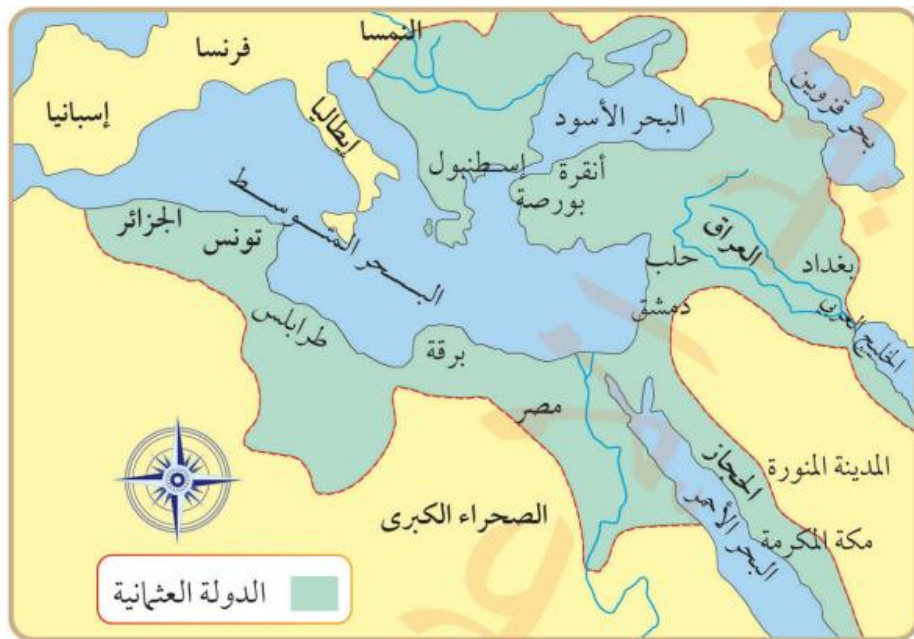 النمسا
فرنسا
إسبانيا
إيطاليا
بحر قزوين
البحر الأسود
إسطنبول
أنقرة
بورصة
الجزائر
تونس
البحر المتوسط
العراق
حلب
بغداد
دمشق
الخليج العربي
طرابلس
برقة
مصر
الحجاز
المدينة المنورة
البحر الأحمر
مكة المكرمة
الصحراء الكبرى
الدولة العثمانية